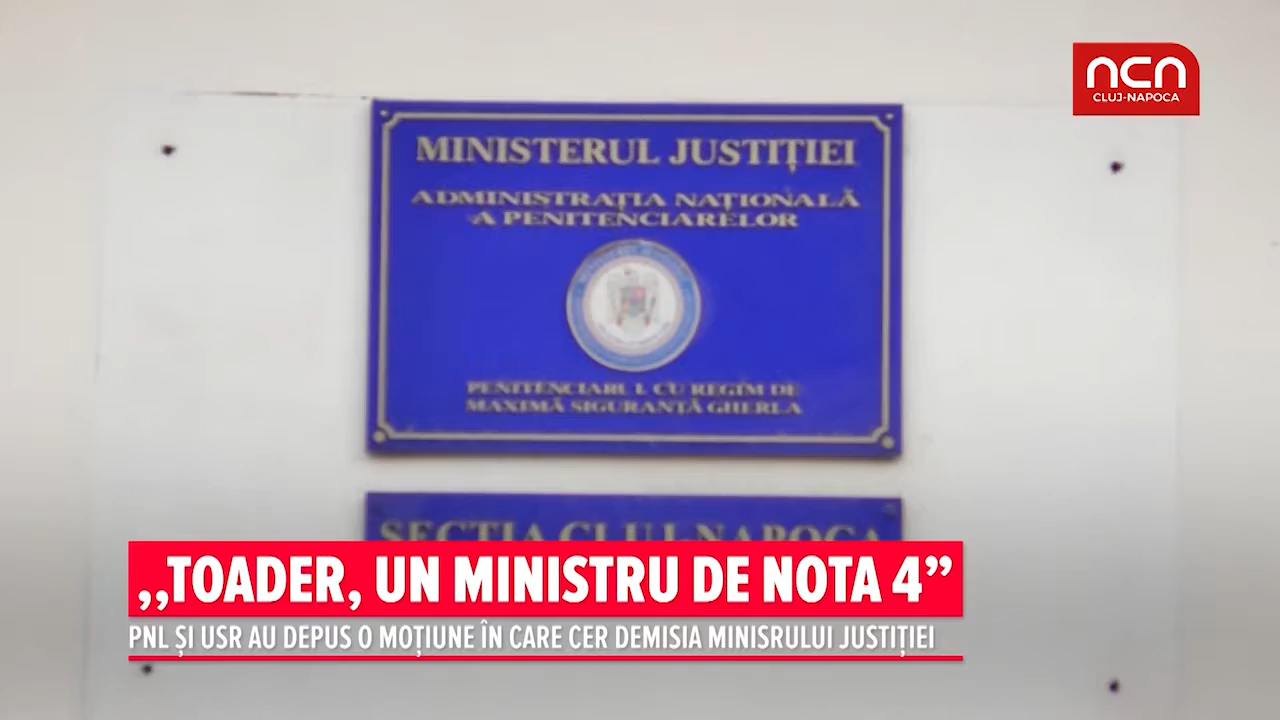 ncn
CLUJ-NAPOCA
MINISTERUL JUSTIȚIEI
ADMINISTRAȚIA NAȚIONALĂ
A PENITENCIARELOR
PENITENCIARUL CU REGIM DE
MAXIMĂ SIGURANȚĂ GHERLA
SECȚIA CLUJ-NAPOCA
„TOADER, UN MINISTRU DE NOTA 4”
PNL ȘI USR AU DEPUS O MOȚIUNE ÎN CARE CER DEMISIA MINISRULUI JUSTIȚIEI